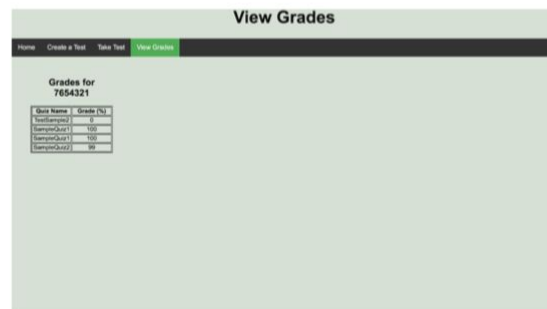 View Grades
Home Create a Test Take Test View Grades
Grades for
7654321
Quiz Name Grade (%)
TestSample2 0
SampleQuiz1 100
SampleQuiz1 100
SampleQuiz2 99